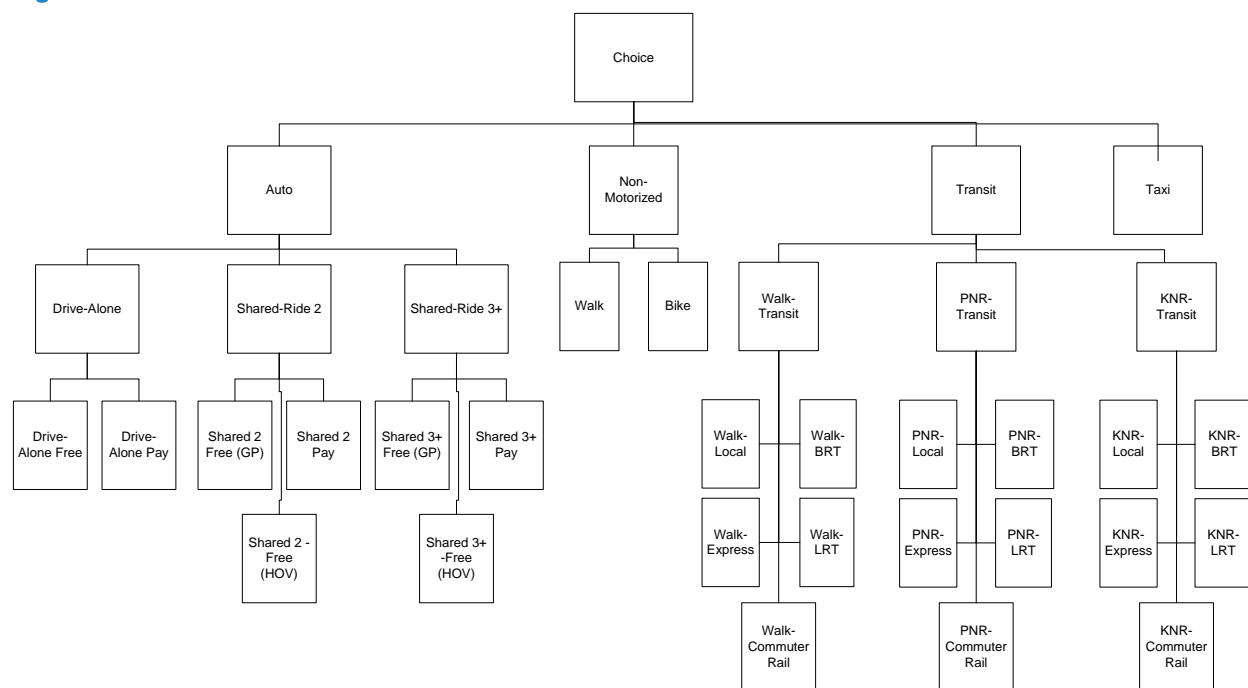 Choice
Auto
Non-
Motorized
Transit
Taxi
Drive-Alone
Shared-Ride 2
Shared-Ride 3+
Walk
Bike
Walk-
Transit
PNR-
Transit
KNR-
Transit
Drive-
Alone Free
Drive-
Alone Pay
Shared 2
Free (GP)
Shared 2
Pay
Shared 3+
Free (GP)
Shared 3+
Pay
Walk-
Local
Walk-
BRT
PNR-
Local
PNR-
BRT
KNR-
Local
KNR-
BRT
Shared 2 -
Free
(HOV)
Shared 3+
-Free
(HOV)
Walk-
Express
Walk-
LRT
PNR-
Express
PNR-
LRT
KNR-
Express
KNR-
LRT
Walk-
Commuter
Rail
PNR-
Commuter
Rail
KNR-
Commuter
Rail